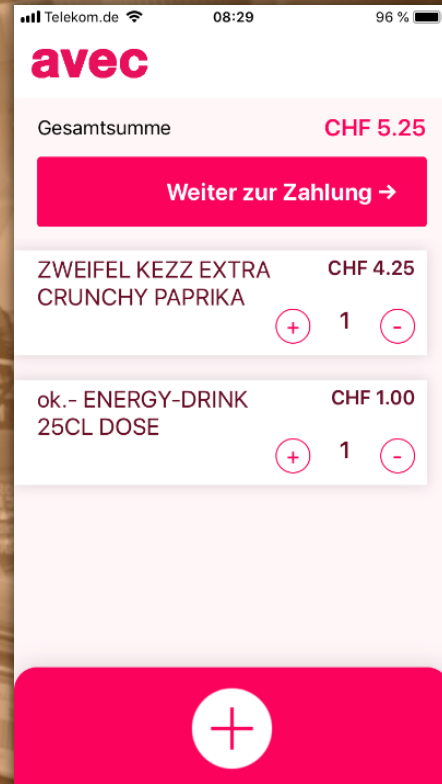 Telekom.de 08:29 96 %
avec
Gesamtsumme CHF 5.25
Weiter zur Zahlung →
ZWEIFEL KEZZ EXTRA CHF 4.25
CRUNCHY PAPRIKA
+ 1 -
ok.- ENERGY-DRINK CHF 1.00
25CL DOSE
+ 1 -
+